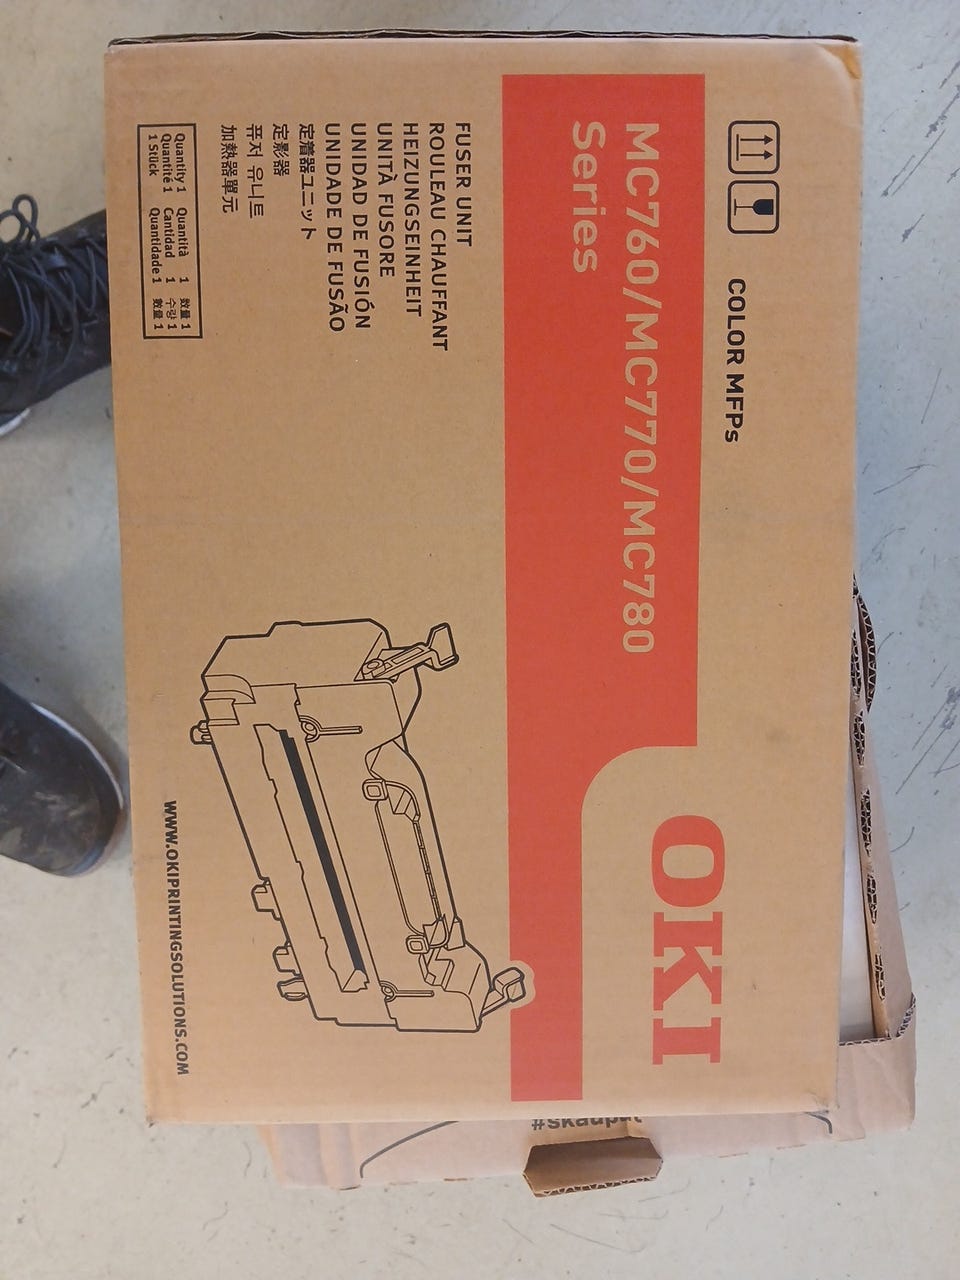 COLOR MFPs
MC760/MC770/MC780
Series
OKI
FUSER UNIT
ROULEAU CHAUFFANT
HEIZUNGSEINHEIT
UNITÀ FUSORE
UNIDAD DE FUSIÓN
UNIDADE DE FUSÃO
定着器ユニット
定影器
퓨저 유니트
加熱器單元
Quantity 1 Quantità 1 数量 1
Quantité 1 Cantidad 1 수량 1
1 Stück Quantidade 1 數量 1
WWW.OKIPRINTINGSOLUTIONS.COM
#skaupat